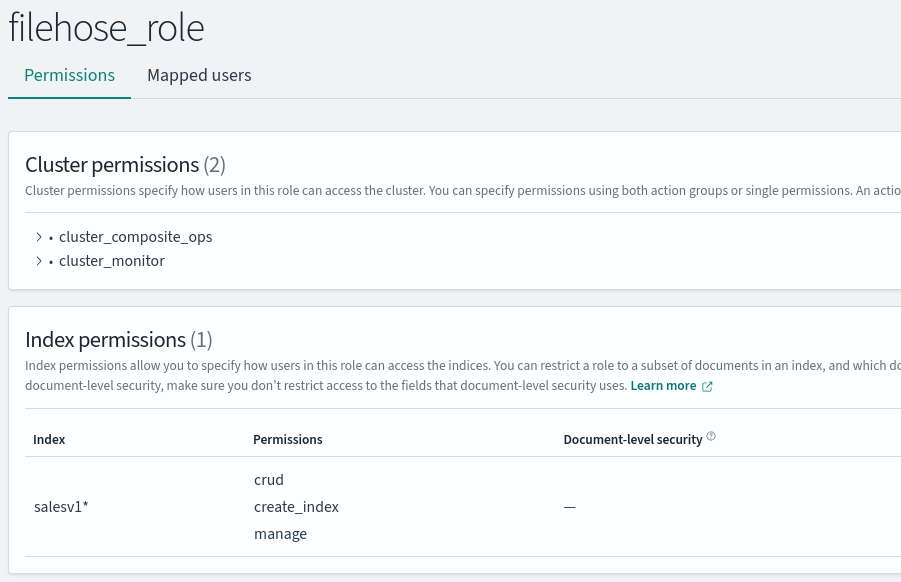 filehose_role
Permissions Mapped users
Cluster permissions (2)
Cluster permissions specify how users in this role can access the cluster. You can specify permissions using both action groups or single permissions. An actio
• cluster_composite_ops
• cluster_monitor
Index permissions (1)
Index permissions allow you to specify how users in this role can access the indices. You can restrict a role to a subset of documents in an index, and which do
document-level security, make sure you don't restrict access to the fields that document-level security uses. Learn more
Index Permissions Document-level security
crud
salesv1* create_index —
manage